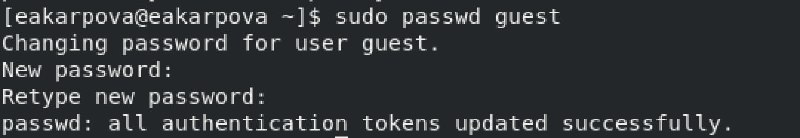 [eakarpova@eakarpova ~]$ sudo passwd guest
Changing password for user guest.
New password:
Retype new password:
passwd: all authentication tokens updated successfully.